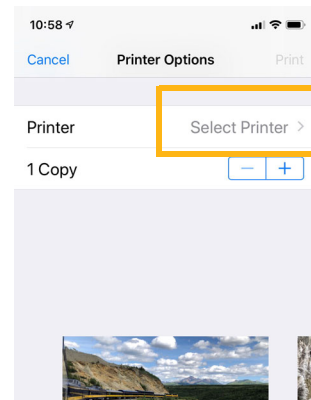 10:58
Cancel Printer Options Print
Printer Select Printer >
1 Copy − +